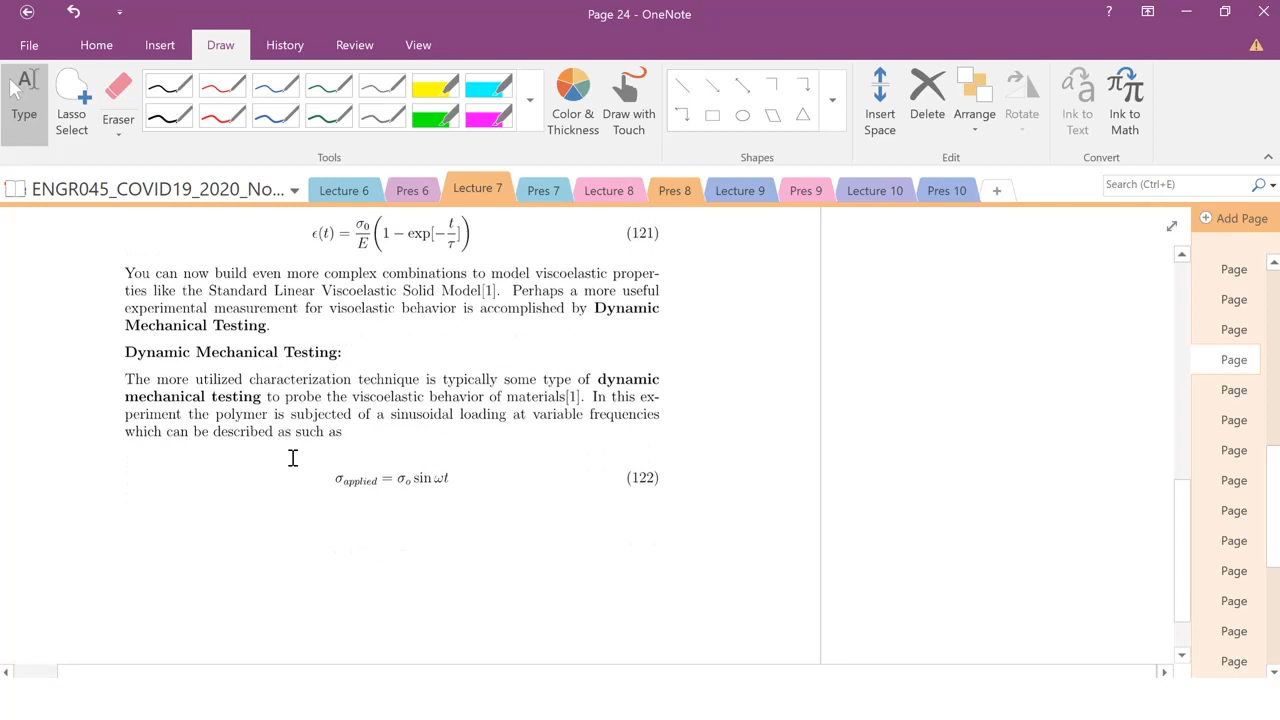 Page 24 - OneNote
?
File
Home
Insert
Draw
History
Review
View
Type
Lasso
Select
Eraser
Color &
Thickness
Draw with
Touch
Insert
Space
Delete
Arrange
Rotate
Ink to
Text
Ink to
Math
Tools
Shapes
Edit
Convert
ENGR045_COVID19_2020_No...
Lecture 6
Pres 6
Lecture 7
Pres 7
Lecture 8
Pres 8
Lecture 9
Pres 9
Lecture 10
Pres 10
Search (Ctrl+E)
Add Page
ϵ(t) = σ₀/E (1 − exp[−t/τ]) (121)
You can now build even more complex combinations to model viscoelastic proper-
ties like the Standard Linear Viscoelastic Solid Model[1]. Perhaps a more useful
experimental measurement for visoelastic behavior is accomplished by Dynamic
Mechanical Testing.
Dynamic Mechanical Testing:
The more utilized characterization technique is typically some type of dynamic
mechanical testing to probe the viscoelastic behavior of materials[1]. In this ex-
periment the polymer is subjected of a sinusoidal loading at variable frequencies
which can be described as such as
σ_applied = σ_o sin ωt (122)
Page
Page
Page
Page
Page
Page
Page
Page
Page
Page
Page
Page
Page
Page